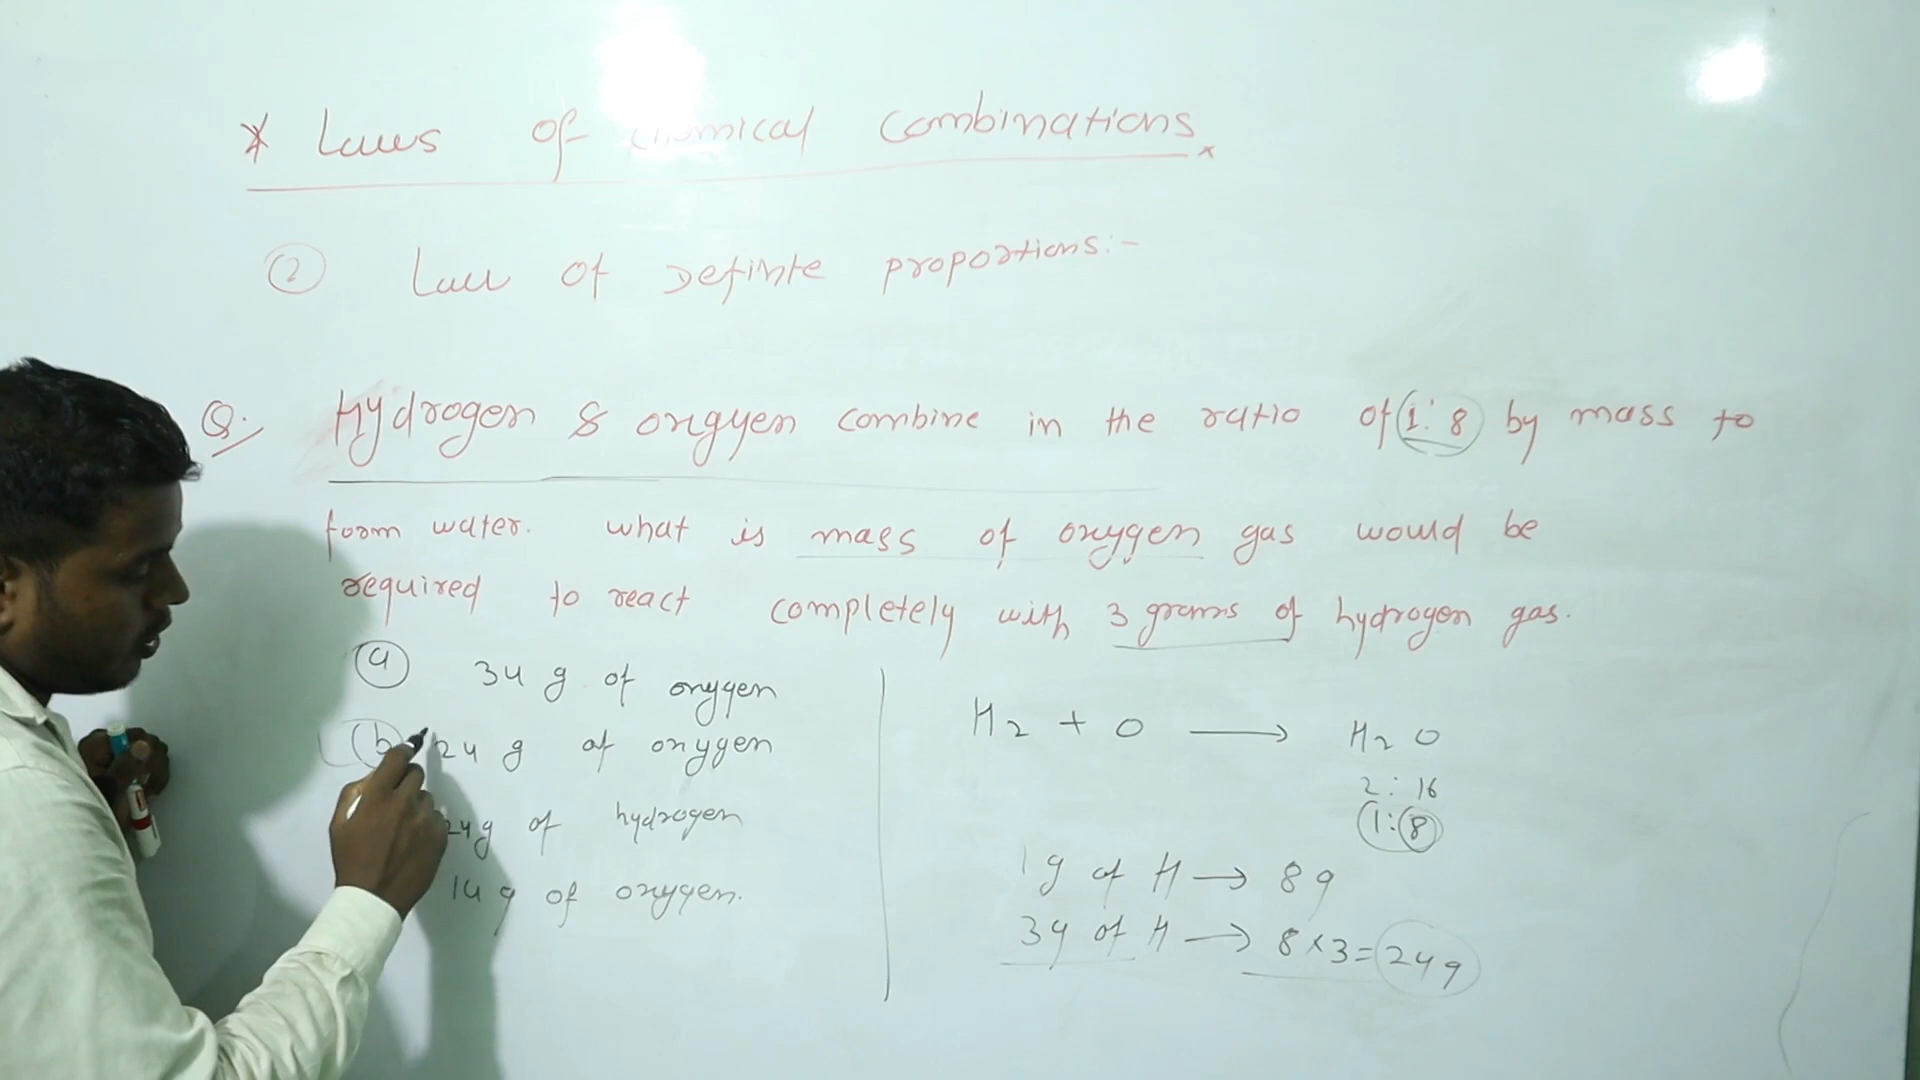 * Laws of chemical Combinations *
② Law of Definte proportions:-
Q. Hydrogen & oxygyen combine in the ratio of 1:8 by mass to
form water. what is mass of oxygen gas would be
required to react completely with 3 grams of hydrogen gas.
(a) 34 g of oxygen
(b) 24 g of oxygen
24g of hydrogen
14 g of oxygen.
H2 + O ⟶ H2O
2:16
1:8
1g of H → 8g
3g of H → 8×3=24g